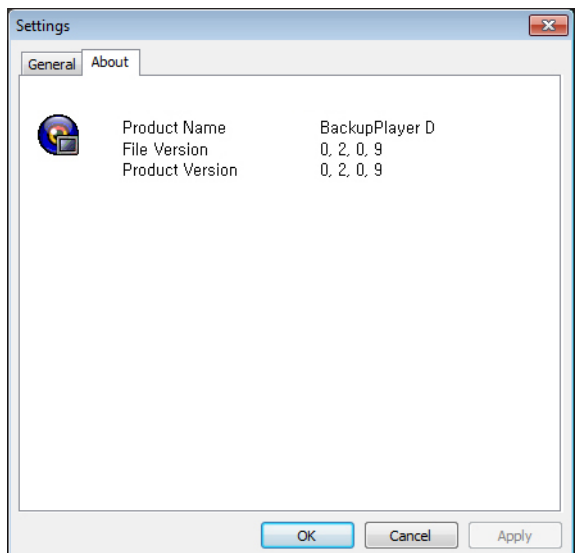 Settings
General About
Product Name BackupPlayer D
File Version 0, 2, 0, 9
Product Version 0, 2, 0, 9
OK Cancel Apply